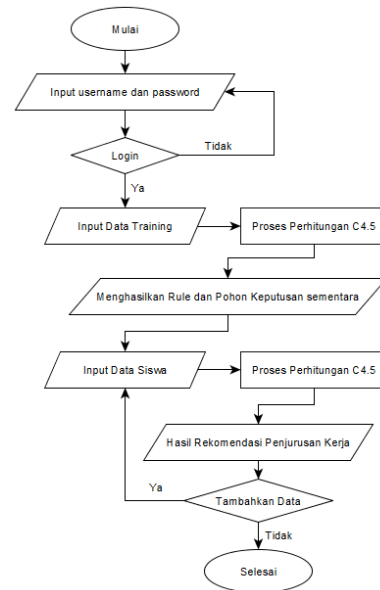 Mulai
Input username dan password
Tidak
Login
Ya
Input Data Training
Proses Perhitungan C4.5
Menghasilkan Rule dan Pohon Keputusan sementara
Input Data Siswa
Proses Perhitungan C4.5
Hasil Rekomendasi Penjurusan Kerja
Ya
Tambahkan Data
Tidak
Selesai